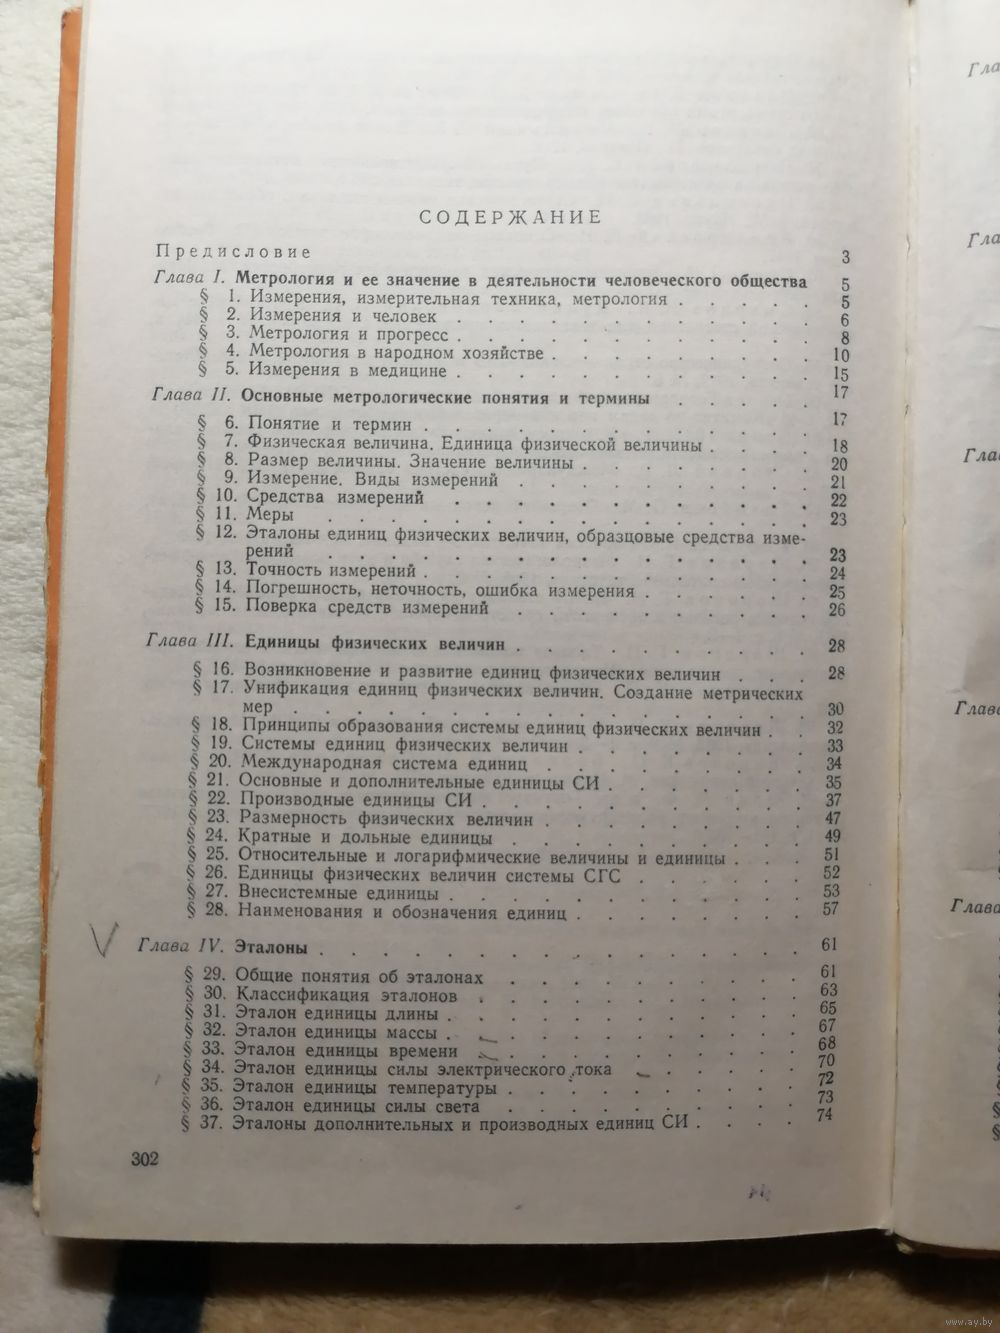 СОДЕРЖАНИЕ
Предисловие 3
Глава I. Метрология и ее значение в деятельности человеческого общества 5
§ 1. Измерения, измерительная техника, метрология . . . . . 5
§ 2. Измерения и человек . . . . . . . . . . . . 6
§ 3. Метрология и прогресс . . . . . . . . . . . . 8
§ 4. Метрология в народном хозяйстве . . . . . . . . . 10
§ 5. Измерения в медицине . . . . . . . . . . . . 15
Глава II. Основные метрологические понятия и термины . . . . . 17
§ 6. Понятие и термин . . . . . . . . . . . . . 17
§ 7. Физическая величина. Единица физической величины . . . . 18
§ 8. Размер величины. Значение величины . . . . . . . . 20
§ 9. Измерение. Виды измерений . . . . . . . . . . 21
§ 10. Средства измерений . . . . . . . . . . . . 22
§ 11. Меры . . . . . . . . . . . . . . . . 23
§ 12. Эталоны единиц физических величин, образцовые средства изме-
рений . . . . . . . . . . . . . . . . 23
§ 13. Точность измерений . . . . . . . . . . . . . 24
§ 14. Погрешность, неточность, ошибка измерения . . . . . . 25
§ 15. Поверка средств измерений . . . . . . . . . . 26
Глава III. Единицы физических величин . . . . . . . . . . 28
§ 16. Возникновение и развитие единиц физических величин . . . 28
§ 17. Унификация единиц физических величин. Создание метрических
мер . . . . . . . . . . . . . . . . . 30
§ 18. Принципы образования системы единиц физических величин . . 32
§ 19. Системы единиц физических величин . . . . . . . . 33
§ 20. Международная система единиц . . . . . . . . . 34
§ 21. Основные и дополнительные единицы СИ . . . . . . . 35
§ 22. Производные единицы СИ . . . . . . . . . . . 37
§ 23. Размерность физических величин . . . . . . . . . 47
§ 24. Кратные и дольные единицы . . . . . . . . . . 49
§ 25. Относительные и логарифмические величины и единицы . . . 51
§ 26. Единицы физических величин системы СГС . . . . . . 52
§ 27. Внесистемные единицы . . . . . . . . . . . . 53
§ 28. Наименования и обозначения единиц . . . . . . . . 57
Глава IV. Эталоны . . . . . . . . . . . . . . . . 61
§ 29. Общие понятия об эталонах . . . . . . . . . . 61
§ 30. Классификация эталонов . . . . . . . . . . . 63
§ 31. Эталон единицы длины . . . . . . . . . . . . 65
§ 32. Эталон единицы массы . . . . . . . . . . . . 67
§ 33. Эталон единицы времени . . . . . . . . . . . 68
§ 34. Эталон единицы силы электрического тока . . . . . . 70
§ 35. Эталон единицы температуры . . . . . . . . . . 72
§ 36. Эталон единицы силы света . . . . . . . . . . 73
§ 37. Эталоны дополнительных и производных единиц СИ . . . . 74
302
Гла
Гла
Гла
Глав
Глава
§
§
www.ay.by